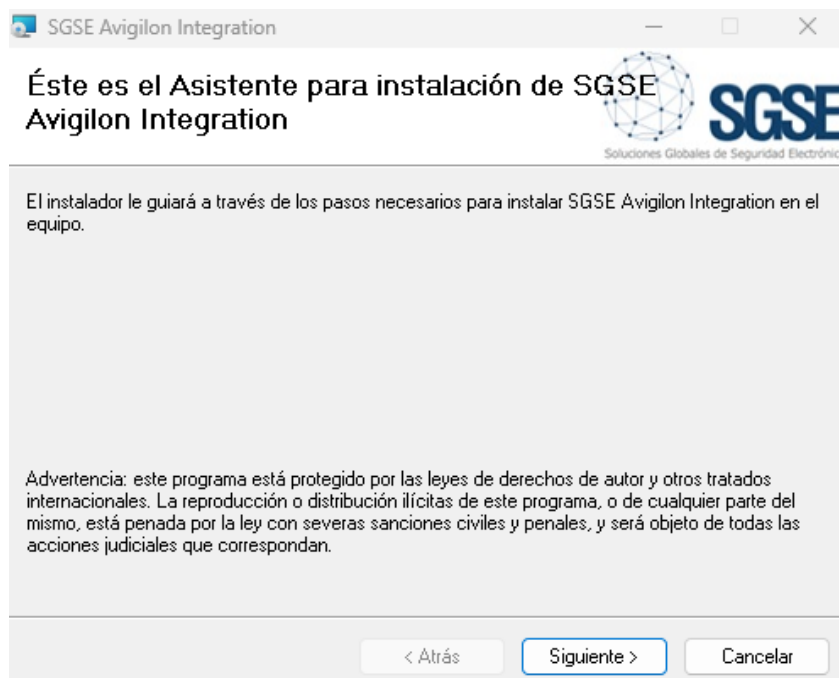 SGSE Avigilon Integration
Éste es el Asistente para instalación de SGSE
Avigilon Integration
SGSE
Soluciones Globales de Seguridad
El instalador le guiará a través de los pasos necesarios para instalar SGSE Avigilon Integration en el
equipo.
Advertencia: este programa está protegido por las leyes de derechos de autor y otros tratados
internacionales. La reproducción o distribución ilícitas de este programa, o de cualquier parte del
mismo, está penada por la ley con severas sanciones civiles y penales, y será objeto de todas las
acciones judiciales que correspondan.
< Atrás
Siguiente >
Cancelar